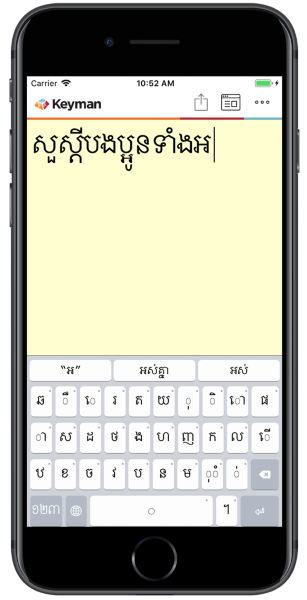 Carrier 10:52 AM
Keyman
សួស្តីបងប្អូនទាំងអ
“អ” អស់គ្នា អស់
ឆ ឹ េ រ ត យ ុ ិ ោ ផ
ា ស ដ ថ ង ហ ញ ក ល ើ
ឋ ខ ច វ ប ន ម ុំ ់
១២៣ ។